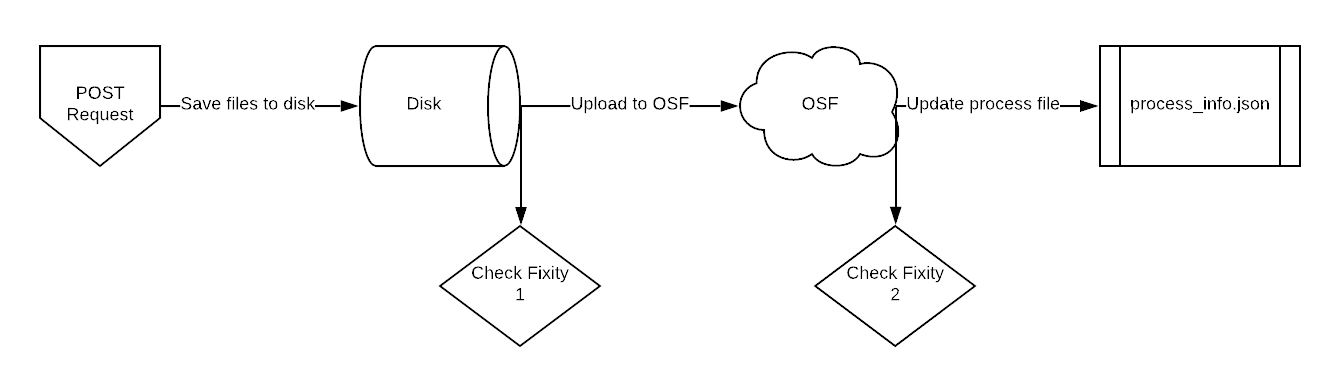 POST
Request
Save files to disk
Disk
Upload to OSF
OSF
Update process file
process_info.json
Check Fixity
1
Check Fixity
2